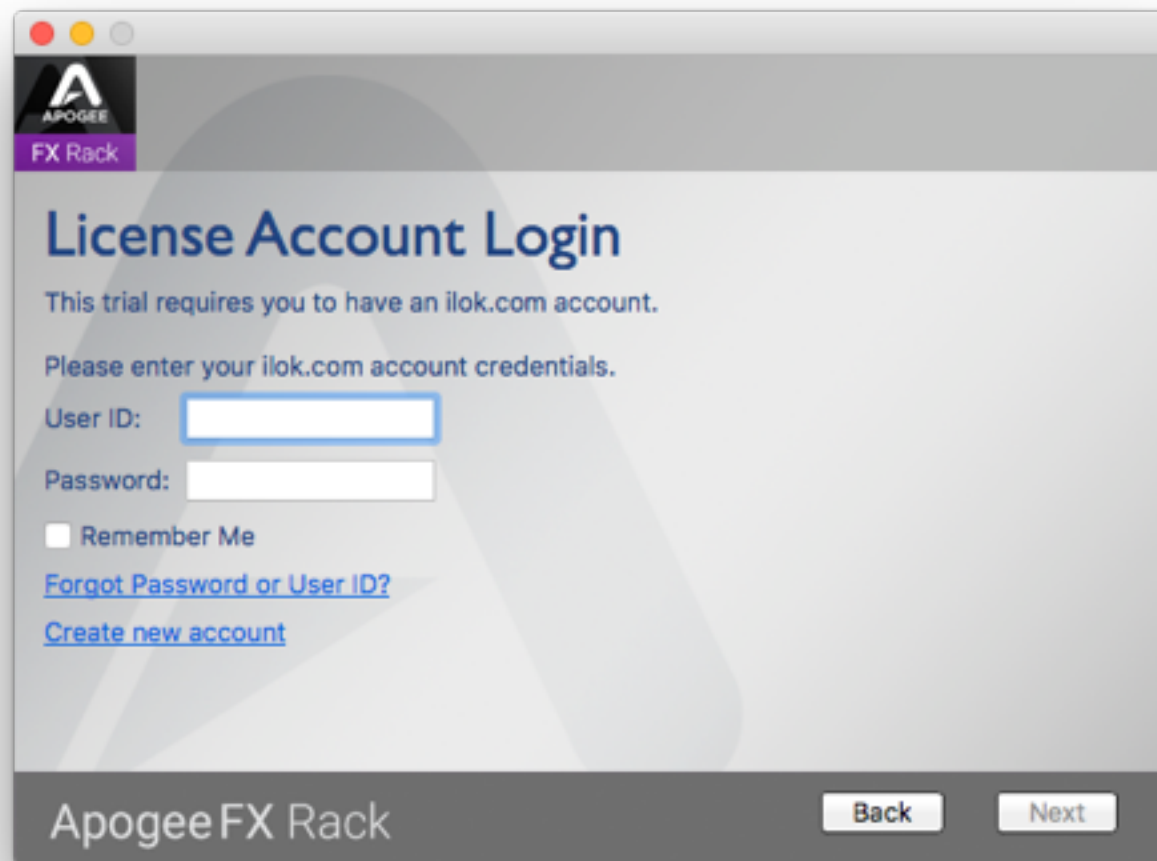 APOGEE
FX Rack
License Account Login
This trial requires you to have an ilok.com account.
Please enter your ilok.com account credentials.
User ID:
Password:
Remember Me
Forgot Password or User ID?
Create new account
Apogee FX Rack
Back
Next